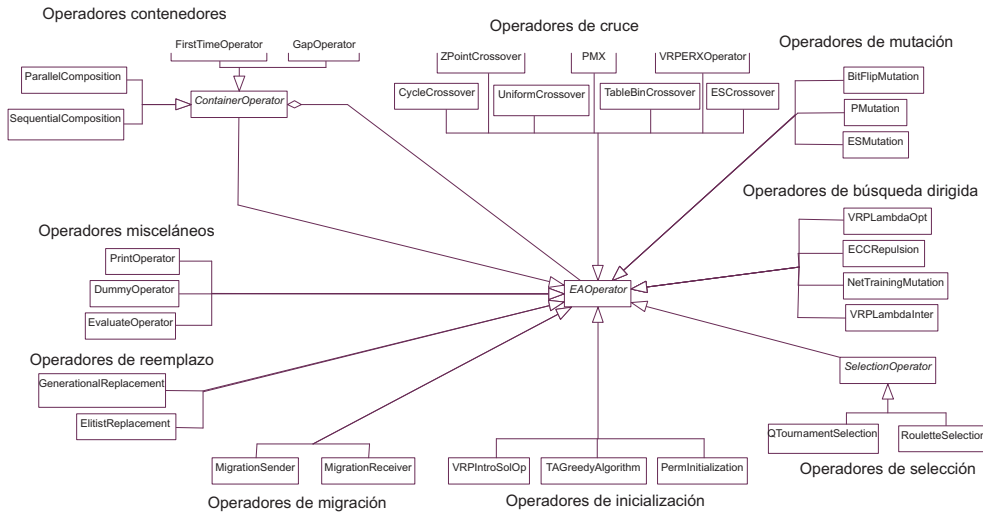 Operadores contenedores
FirstTimeOperator
GapOperator
ParallelComposition
SequentialComposition
ContainerOperator
Operadores de cruce
ZPointCrossover
PMX
VRPERXOperator
CycleCrossover
UniformCrossover
TableBinCrossover
ESCrossover
Operadores de mutación
BitFlipMutation
PMutation
ESMutation
Operadores de búsqueda dirigida
VRPLambdaOpt
ECCRepulsion
NetTrainingMutation
VRPLambdaInter
Operadores misceláneos
PrintOperator
DummyOperator
EvaluateOperator
EAOperator
Operadores de reemplazo
GenerationalReplacement
ElitistReplacement
SelectionOperator
QTournamentSelection
RouletteSelection
Operadores de selección
MigrationSender
MigrationReceiver
Operadores de migración
VRPIntroSolOp
TAGreedyAlgorithm
PermInitialization
Operadores de inicialización